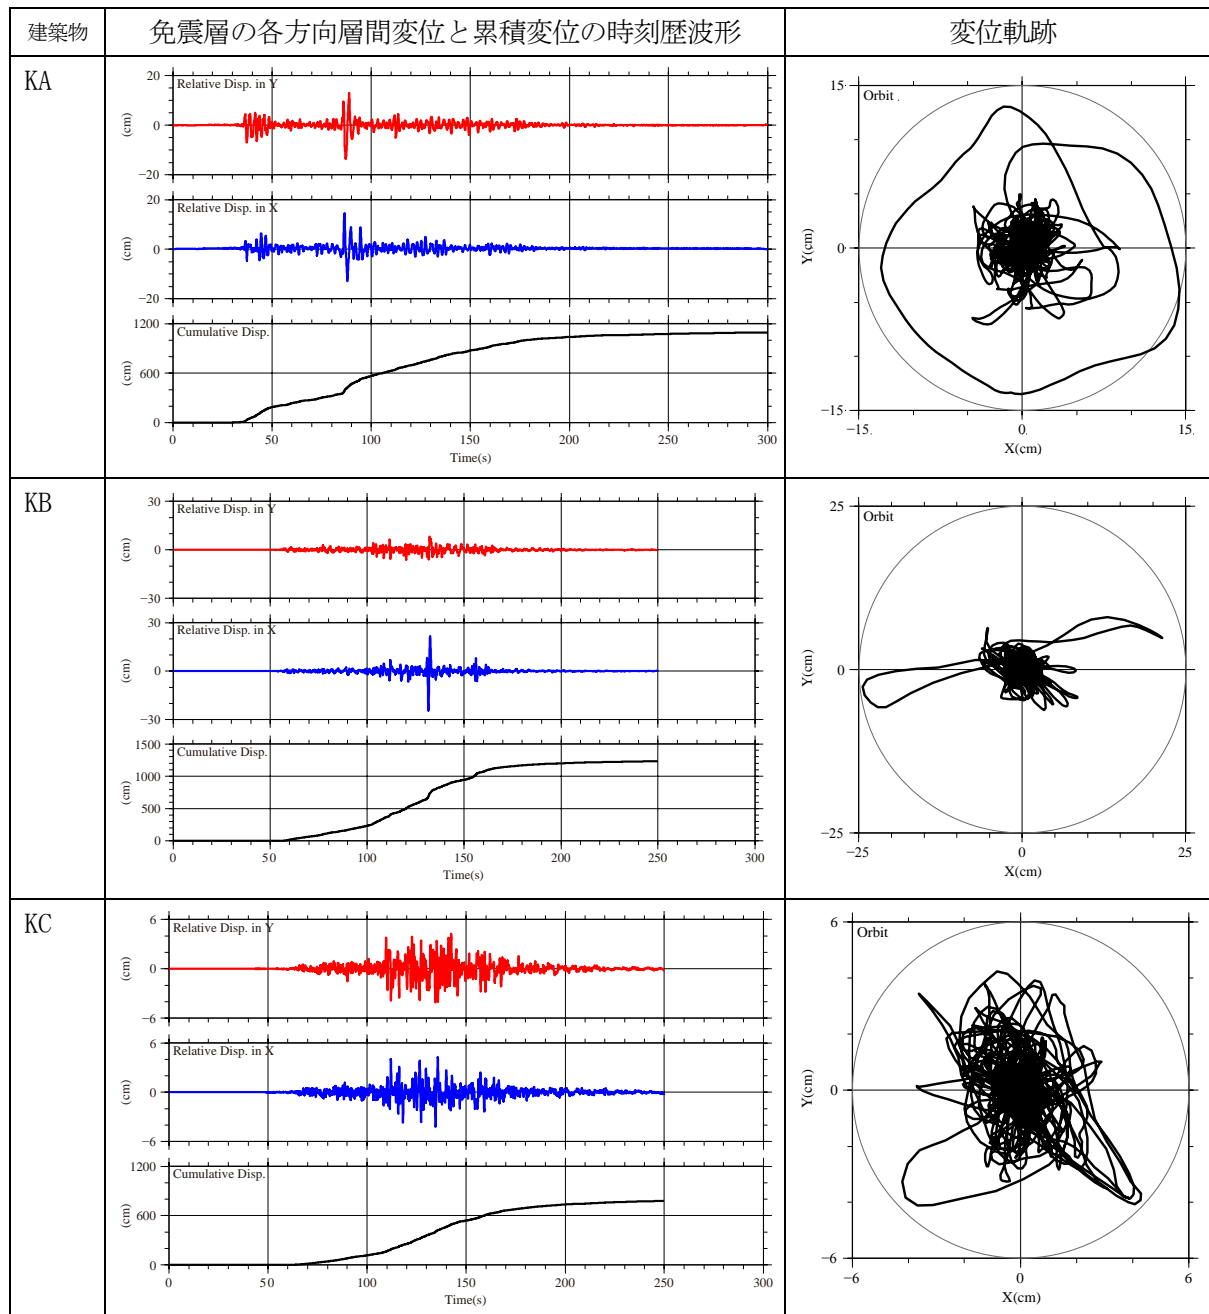 建築物
免震層の各方向層間変位と累積変位の時刻歴波形
変位軌跡
KA
Relative Disp. in Y
20
0
−20
(cm)
Relative Disp. in X
20
0
−20
(cm)
Cumulative Disp.
1200
600
0
(cm)
0 50 100 150 200 250 300
Time(s)
Orbit .
15.
0.
−15.
Y(cm)
−15. 0. 15.
X(cm)
KB
Relative Disp. in Y
30
0
−30
(cm)
Relative Disp. in X
30
0
−30
(cm)
Cumulative Disp.
1500
1000
500
0
(cm)
0 50 100 150 200 250 300
Time(s)
Orbit
25
0
−25
Y(cm)
−25 0 25
X(cm)
KC
Relative Disp. in Y
6
0
−6
(cm)
Relative Disp. in X
6
0
−6
(cm)
Cumulative Disp.
1200
600
0
(cm)
0 50 100 150 200 250 300
Time(s)
Orbit
6
0
−6
Y(cm)
−6 0 6
X(cm)